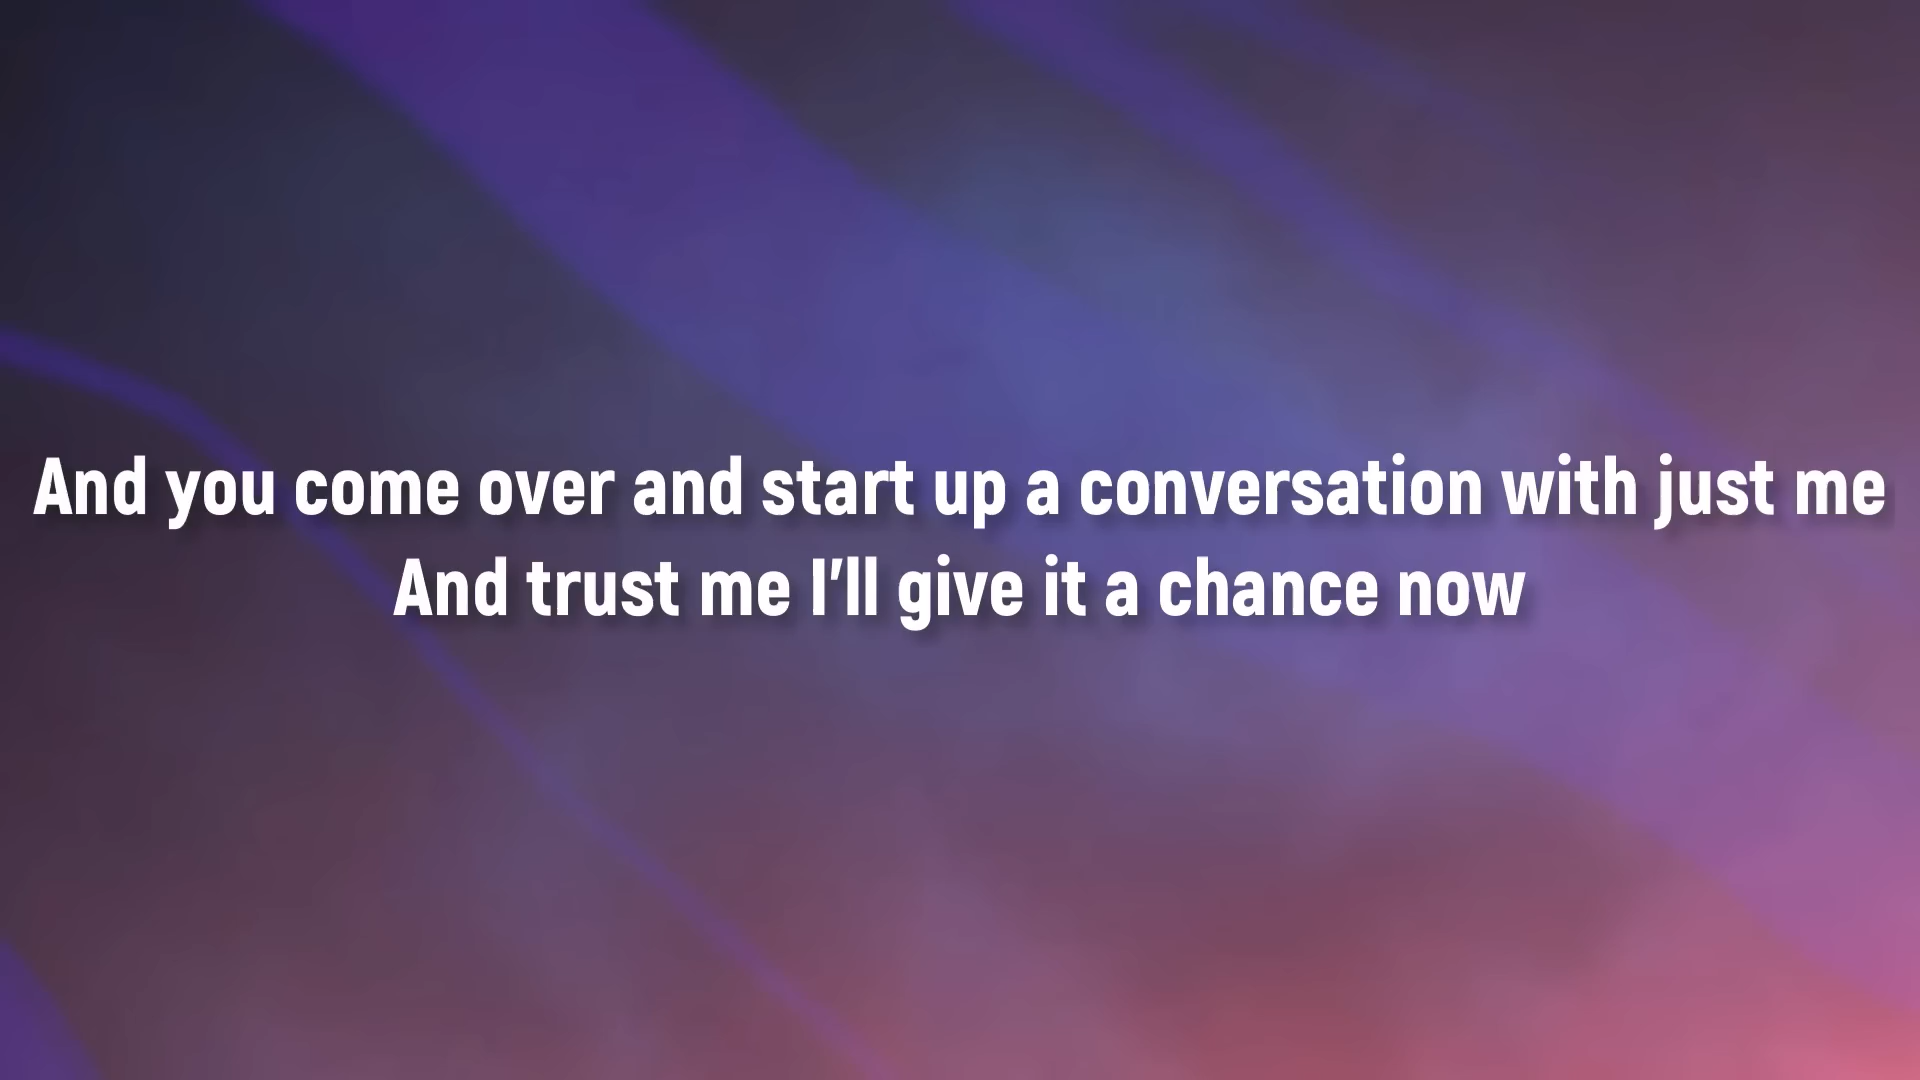 And you come over and start up a conversation with just me
And trust me I'll give it a chance now